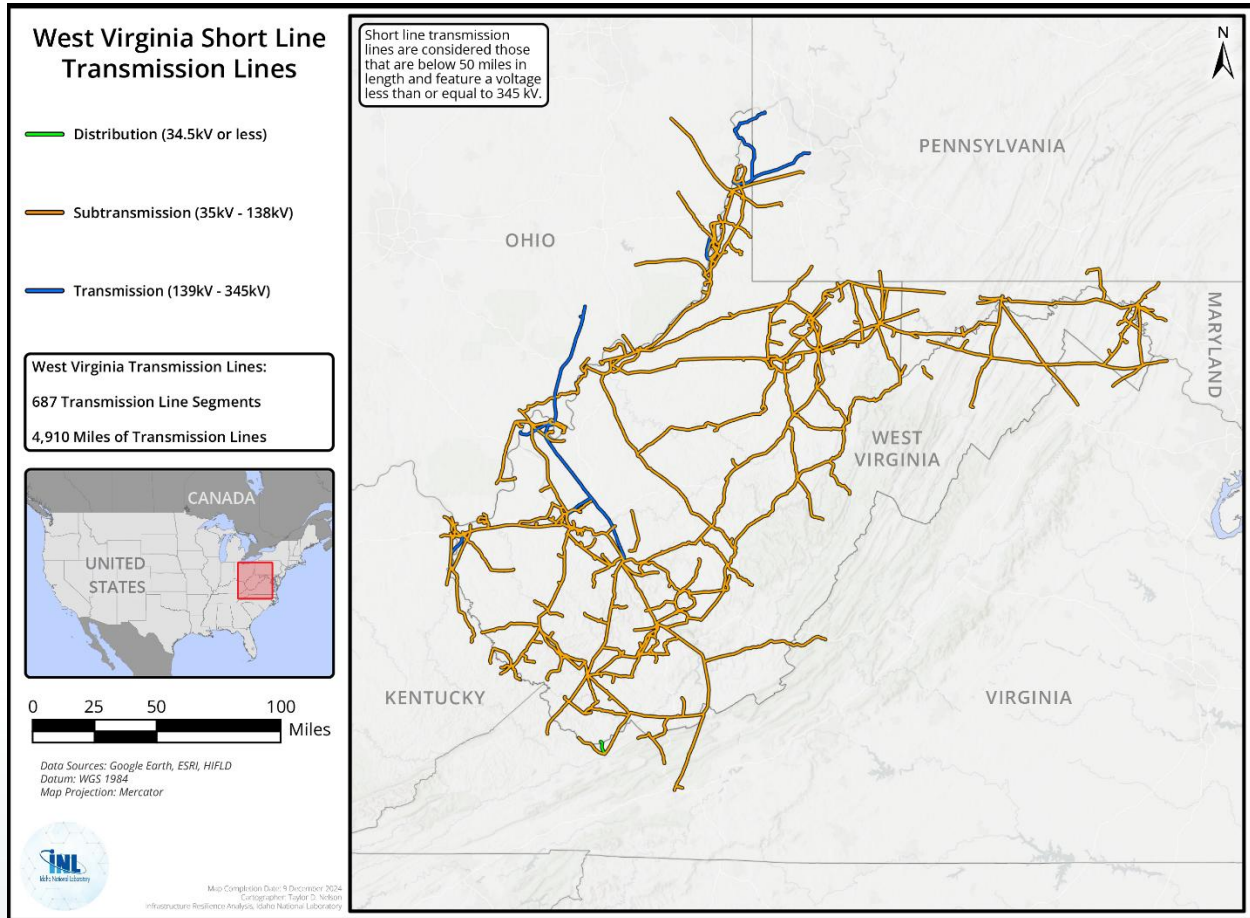 West Virginia Short Line
Transmission Lines
Distribution (34.5kV or less)
Subtransmission (35kV - 138kV)
Transmission (139kV - 345kV)
West Virginia Transmission Lines:
687 Transmission Line Segments
4,910 Miles of Transmission Lines
CANADA
UNITED
STATES
0 25 50 100
Miles
Data Sources: Google Earth, ESRI, HIFLD
Datum: WGS 1984
Map Projection: Mercator
INL
Idaho National Laboratory
Map Completion Date: 9 December 2024
Cartographer: Taylor D. Nelson
Infrastructure Resilience Analysis, Idaho National Laboratory
Short line transmission
lines are considered those
that are below 50 miles in
length and feature a voltage
less than or equal to 345 kV.
N
PENNSYLVANIA
OHIO
MARYLAND
WEST
VIRGINIA
KENTUCKY
VIRGINIA